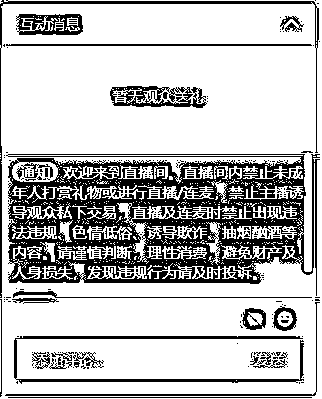 互动消息
暂无观众送礼
通知 欢迎来到直播间，直播间内禁止未成
年人打赏礼物或进行直播/连麦，禁止主播诱
导观众私下交易，直播及连麦时禁止出现违
法违规、色情低俗、诱导欺诈、抽烟酗酒等
内容。请谨慎判断，理性消费，避免财产及
人身损失，发现违规行为请及时投诉。
发送